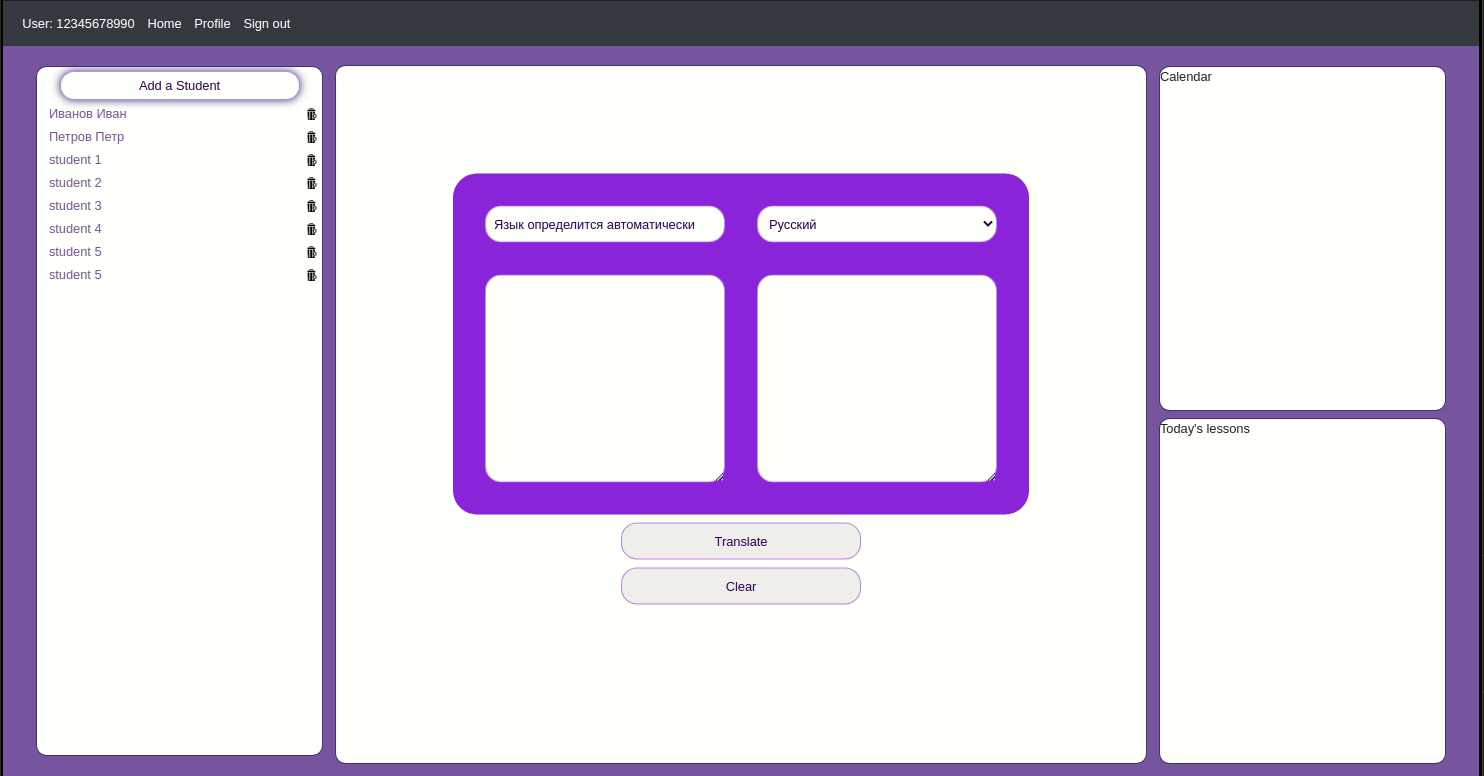 User: 12345678990 Home Profile Sign out
Add a Student
Иванов Иван
Петров Петр
student 1
student 2
student 3
student 4
student 5
student 5
Язык определится автоматически
Русский
Translate
Clear
Calendar
Today's lessons